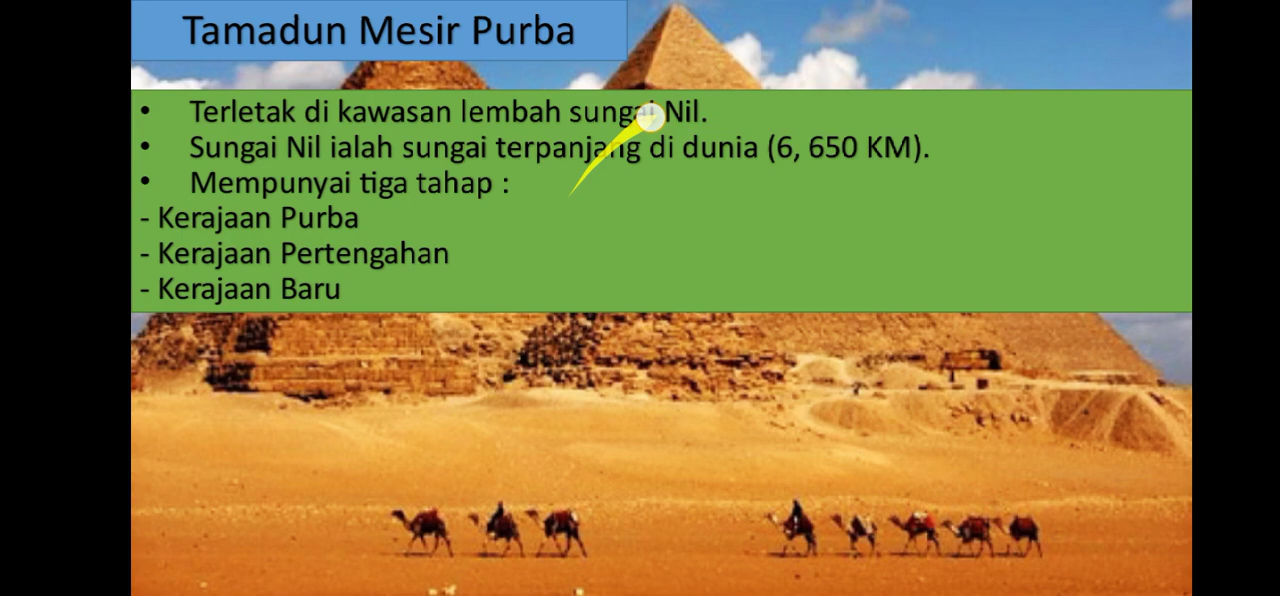 Tamadun Mesir Purba
• Terletak di kawasan lembah sungai Nil.
• Sungai Nil ialah sungai terpanjang di dunia (6, 650 KM).
• Mempunyai tiga tahap :
- Kerajaan Purba
- Kerajaan Pertengahan
- Kerajaan Baru